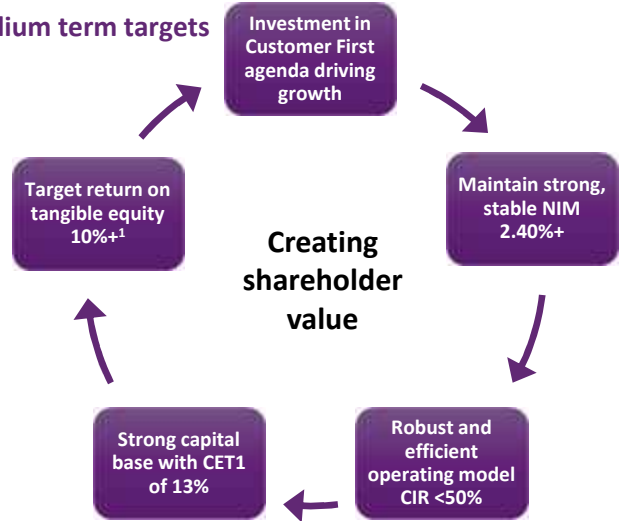 term targets
Investment in
Customer First
agenda driving
growth
Maintain strong,
stable NIM
2.40%+
Robust and
efficient
operating model
CIR <50%
Strong capital
base with CET1
of 13%
Target return on
tangible equity
10%+¹
Creating
shareholder
value